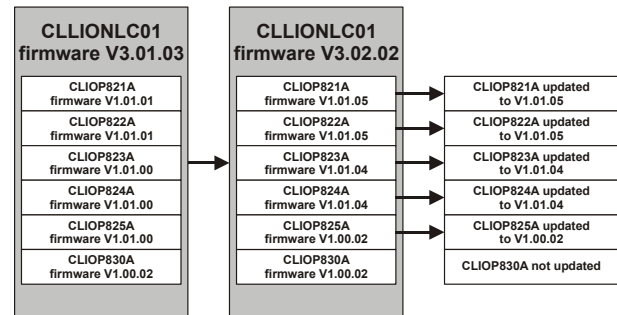 CLLIONLC01
firmware V3.01.03
CLIOP821A
firmware V1.01.01
CLIOP822A
firmware V1.01.01
CLIOP823A
firmware V1.01.00
CLIOP824A
firmware V1.01.00
CLIOP825A
firmware V1.01.00
CLIOP830A
firmware V1.00.02
CLLIONLC01
firmware V3.02.02
CLIOP821A
firmware V1.01.05
CLIOP822A
firmware V1.01.05
CLIOP823A
firmware V1.01.04
CLIOP824A
firmware V1.01.04
CLIOP825A
firmware V1.00.02
CLIOP830A
firmware V1.00.02
CLIOP821A updated
to V1.01.05
CLIOP822A updated
to V1.01.05
CLIOP823A updated
to V1.01.04
CLIOP824A updated
to V1.01.04
CLIOP825A updated
to V1.00.02
CLIOP830A not updated